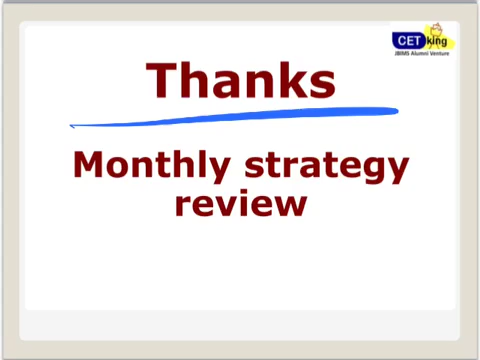 CET king
JBIMS Alumni Venture
Thanks
Monthly strategy
review